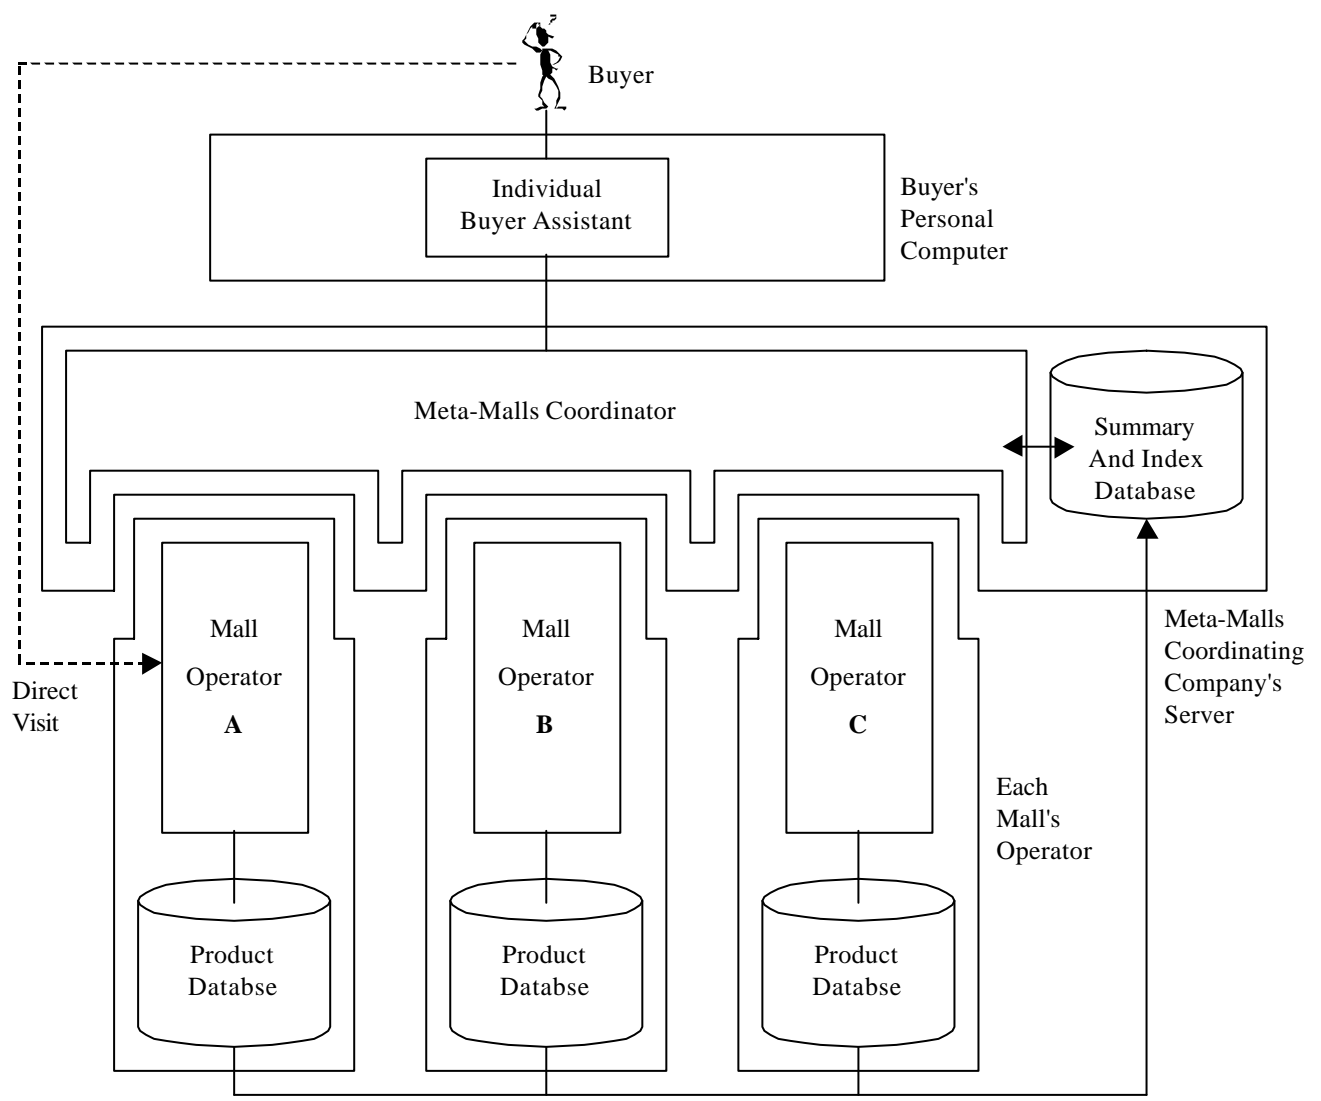 ?
Buyer
Individual
Buyer Assistant
Buyer's
Personal
Computer
Meta-Malls Coordinator
Summary
And Index
Database
Mall
Operator
A
Mall
Operator
B
Mall
Operator
C
Direct
Visit
Meta-Malls
Coordinating
Company's
Server
Each
Mall's
Operator
Product
Databse
Product
Databse
Product
Databse